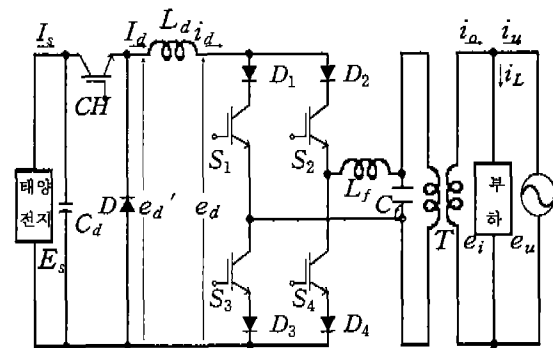 I_s
I_d
L_d
i_d
i_o
i_u
i_L
CH
D_1
D_2
S_1
S_2
태양
전지
E_s
C_d
D
e_d'
e_d
L_f
C_f
T
부
하
e_i
e_u
S_3
S_4
D_3
D_4